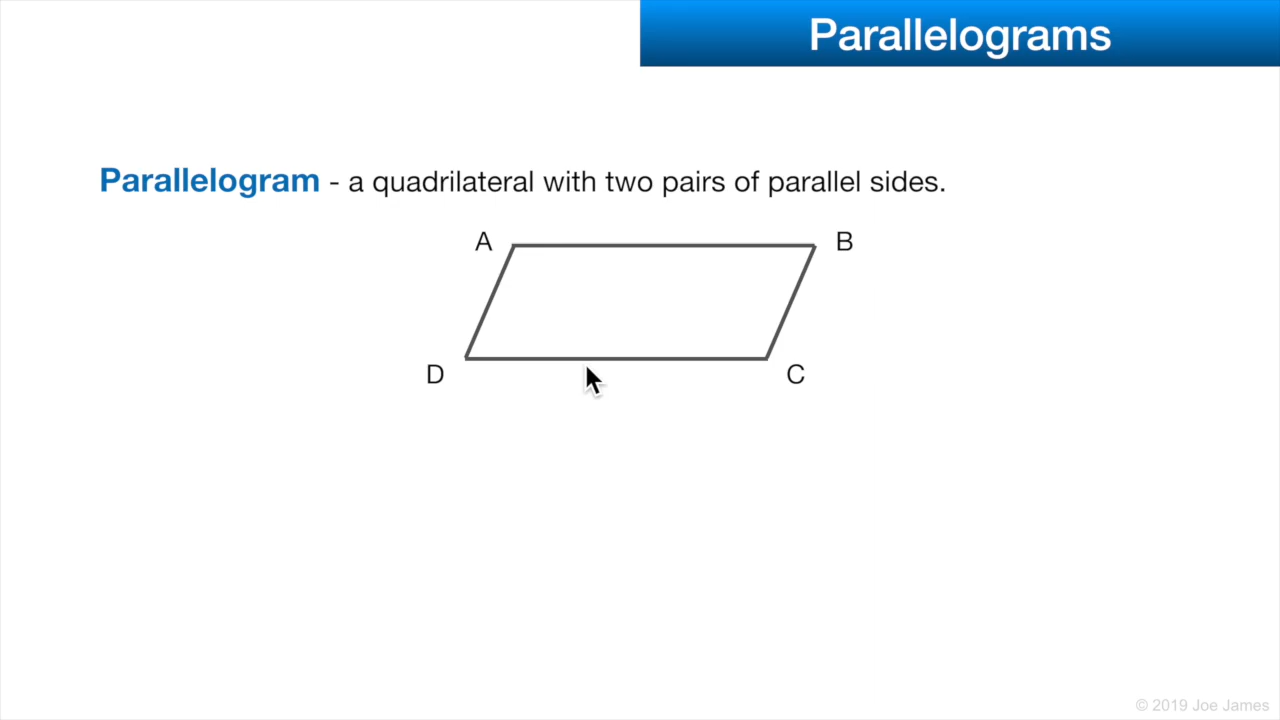 Parallelograms
Parallelogram - a quadrilateral with two pairs of parallel sides.
A
B
D
C
© 2019 Joe James